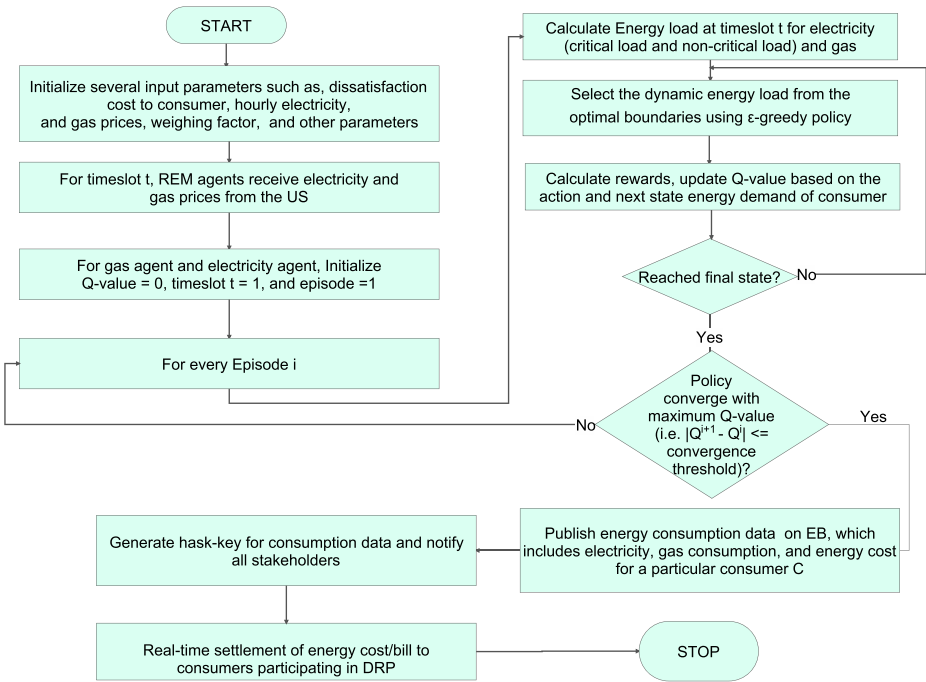 START
Initialize several input parameters such as, dissatisfaction
cost to consumer, hourly electricity,
and gas prices, weighing factor, and other parameters
For timeslot t, REM agents receive electricity and
gas prices from the US
For gas agent and electricity agent, Initialize
Q-value = 0, timeslot t = 1, and episode =1
For every Episode i
Calculate Energy load at timeslot t for electricity
(critical load and non-critical load) and gas
Select the dynamic energy load from the
optimal boundaries using ε-greedy policy
Calculate rewards, update Q-value based on the
action and next state energy demand of consumer
Reached final state?
No
Yes
Policy
converge with
maximum Q-value
(i.e. |Q^{i+1} - Q^{i}| <=
convergence
threshold)?
No
Yes
Publish energy consumption data on EB, which
includes electricity, gas consumption, and energy cost
for a particular consumer C
Generate hask-key for consumption data and notify
all stakeholders
Real-time settlement of energy cost/bill to
consumers participating in DRP
STOP